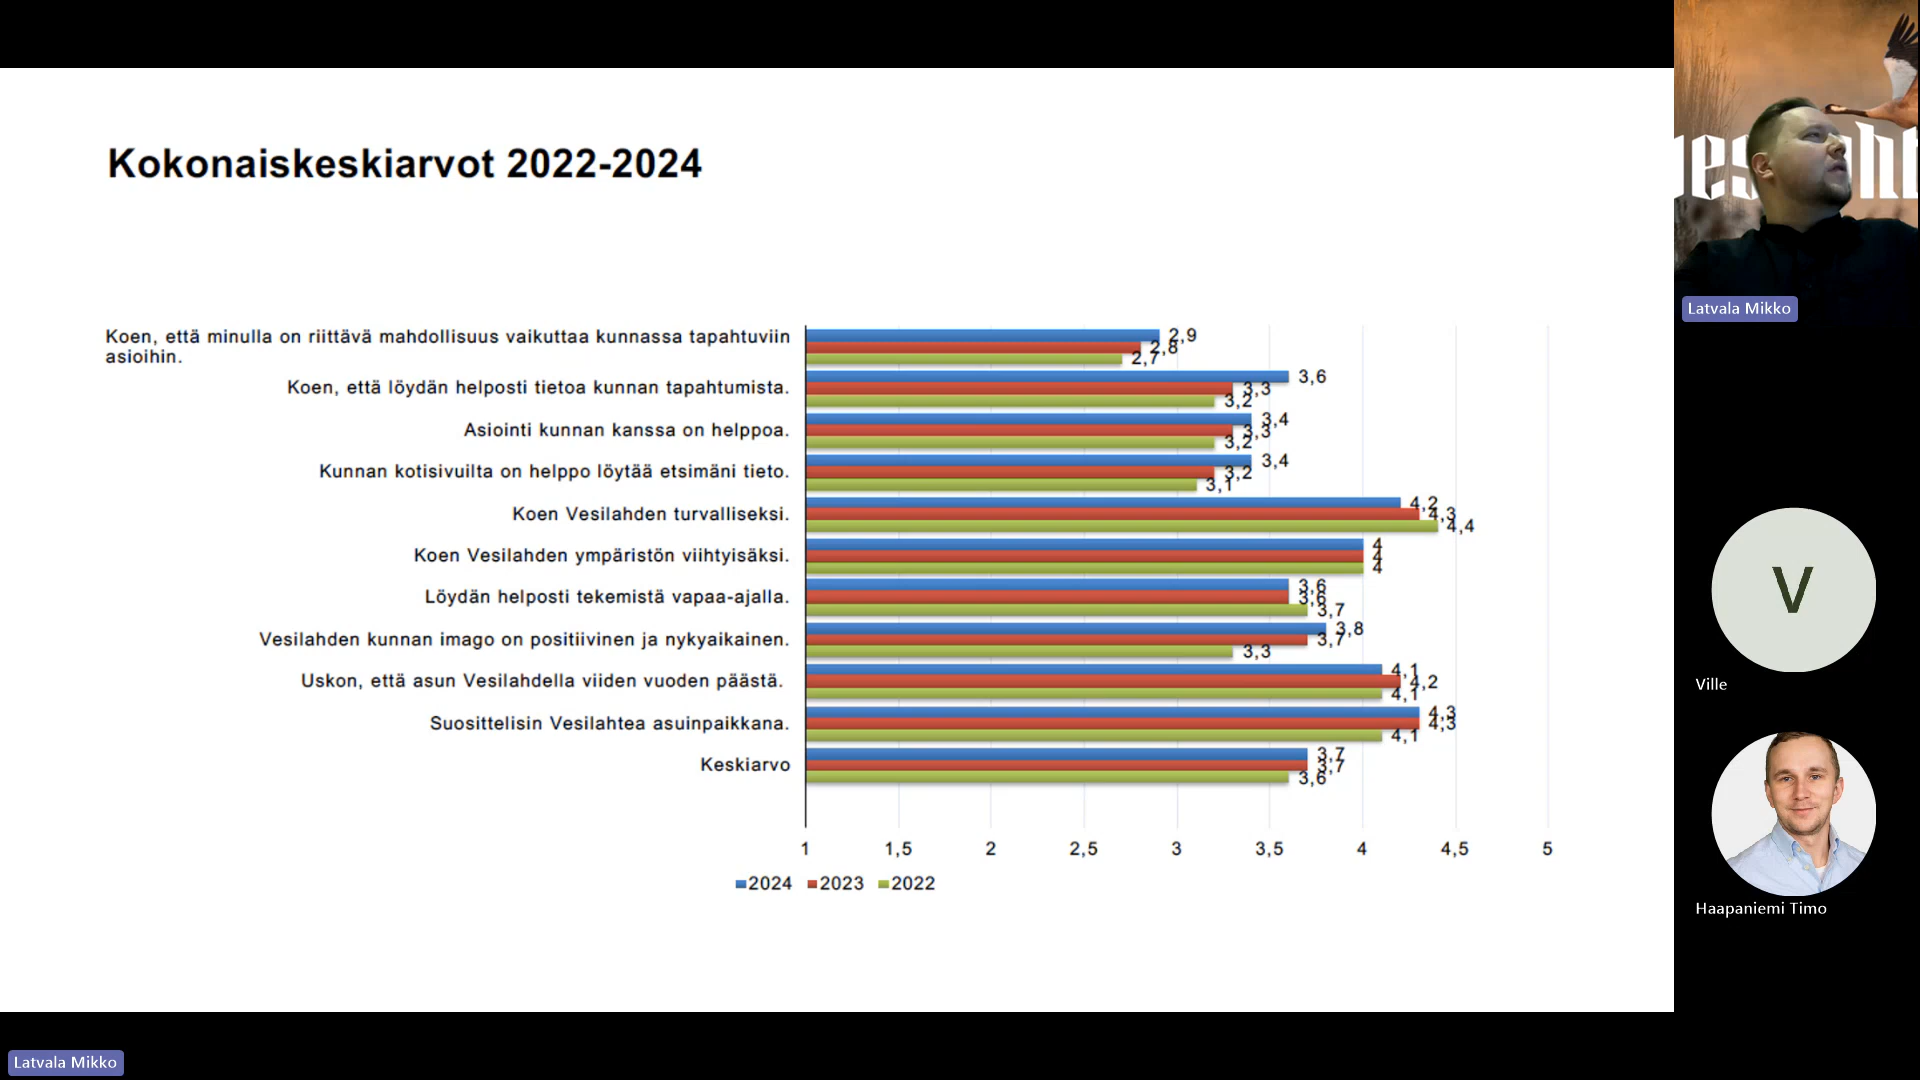 Kokonaiskeskiarvot 2022-2024
Koen, että minulla on riittävä mahdollisuus vaikuttaa kunnassa tapahtuviin
asioihin.
2,9
2,8
2,7
Koen, että löydän helposti tietoa kunnan tapahtumista.
3,6
3,3
3,2
Asiointi kunnan kanssa on helppoa.
3,4
3,3
3,2
Kunnan kotisivuilta on helppo löytää etsimäni tieto.
3,4
3,2
3,1
Koen Vesilahden turvalliseksi.
4,2
4,3
4,4
Koen Vesilahden ympäristön viihtyisäksi.
4
4
4
Löydän helposti tekemistä vapaa-ajalla.
3,6
3,6
3,7
Vesilahden kunnan imago on positiivinen ja nykyaikainen.
3,8
3,7
3,3
Uskon, että asun Vesilahdella viiden vuoden päästä.
4,1
4,2
4,1
Suosittelisin Vesilahtea asuinpaikkana.
4,3
4,3
4,1
Keskiarvo
3,7
3,7
3,6
1 1,5 2 2,5 3 3,5 4 4,5 5
2024 2023 2022
Latvala Mikko
V
Ville
Haapaniemi Timo
Latvala Mikko